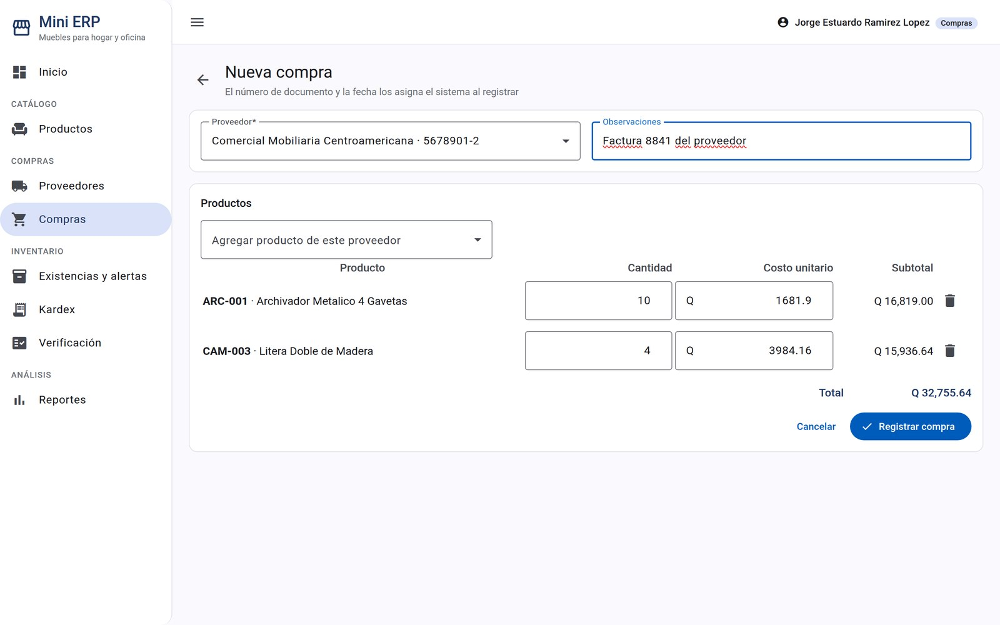 Mini ERP
Muebles para hogar y oficina
Inicio
CATÁLOGO
Productos
COMPRAS
Proveedores
Compras
INVENTARIO
Existencias y alertas
Kardex
Verificación
ANÁLISIS
Reportes
Jorge Estuardo Ramirez Lopez Compras
Nueva compra
El número de documento y la fecha los asigna el sistema al registrar
Proveedor*
Comercial Mobiliaria Centroamericana · 5678901-2
Observaciones
Factura 8841 del proveedor
Productos
Agregar producto de este proveedor
Producto Cantidad Costo unitario Subtotal
ARC-001 · Archivador Metalico 4 Gavetas 10 Q 1681.9 Q 16,819.00
CAM-003 · Litera Doble de Madera 4 Q 3984.16 Q 15,936.64
Total Q 32,755.64
Cancelar Registrar compra